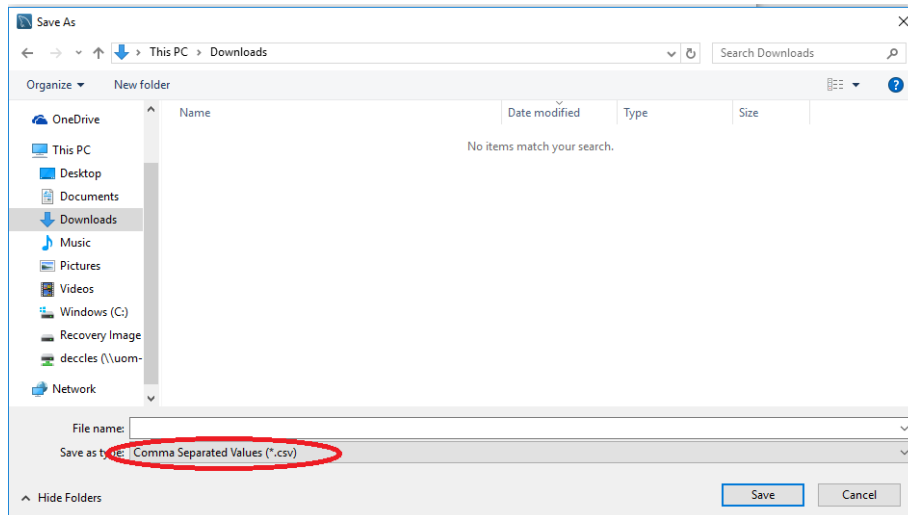 Save As
This PC > Downloads
Search Downloads
Organize
New folder
Name
Date modified
Type
Size
No items match your search.
OneDrive
This PC
Desktop
Documents
Downloads
Music
Pictures
Videos
Windows (C:)
Recovery Image
deccles (\\uom-
Network
File name:
Save as type: Comma Separated Values (*.csv)
Hide Folders
Save
Cancel